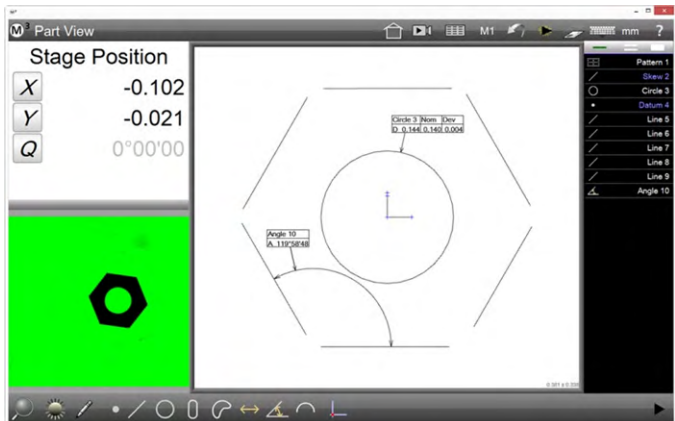 M³ Part View
M1
mm
?
Stage Position
X -0.102
Y -0.021
Q 0°00'00
Circle 3 Nom Dev
D 0.144 0.140 0.004
Angle 10
A 119°58'48
Pattern 1
Skew 2
Circle 3
Datum 4
Line 5
Line 6
Line 7
Line 8
Line 9
Angle 10